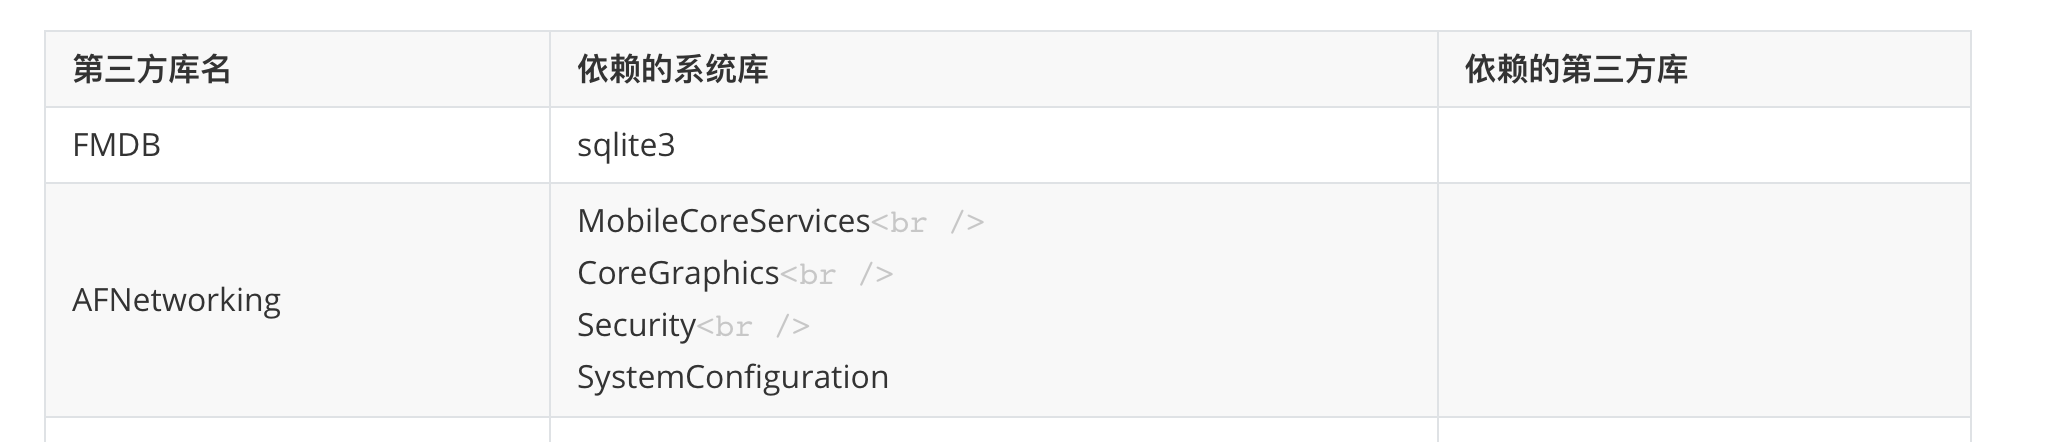 第三方库名 依赖的系统库 依赖的第三方库
FMDB sqlite3
AFNetworking
MobileCoreServices<br />
CoreGraphics<br />
Security<br />
SystemConfiguration